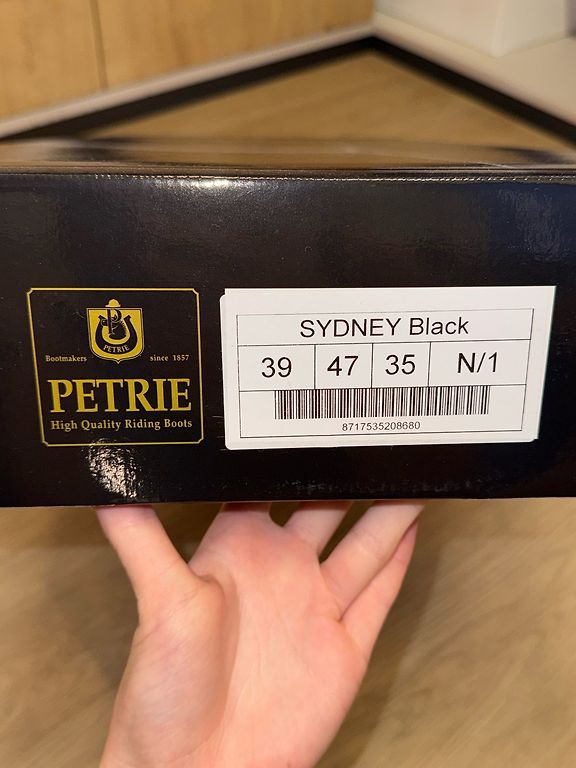 P
PETRIE
Bootmakers since 1857
PETRIE
High Quality Riding Boots
SYDNEY Black
39 47 35 N/1
8717535208680